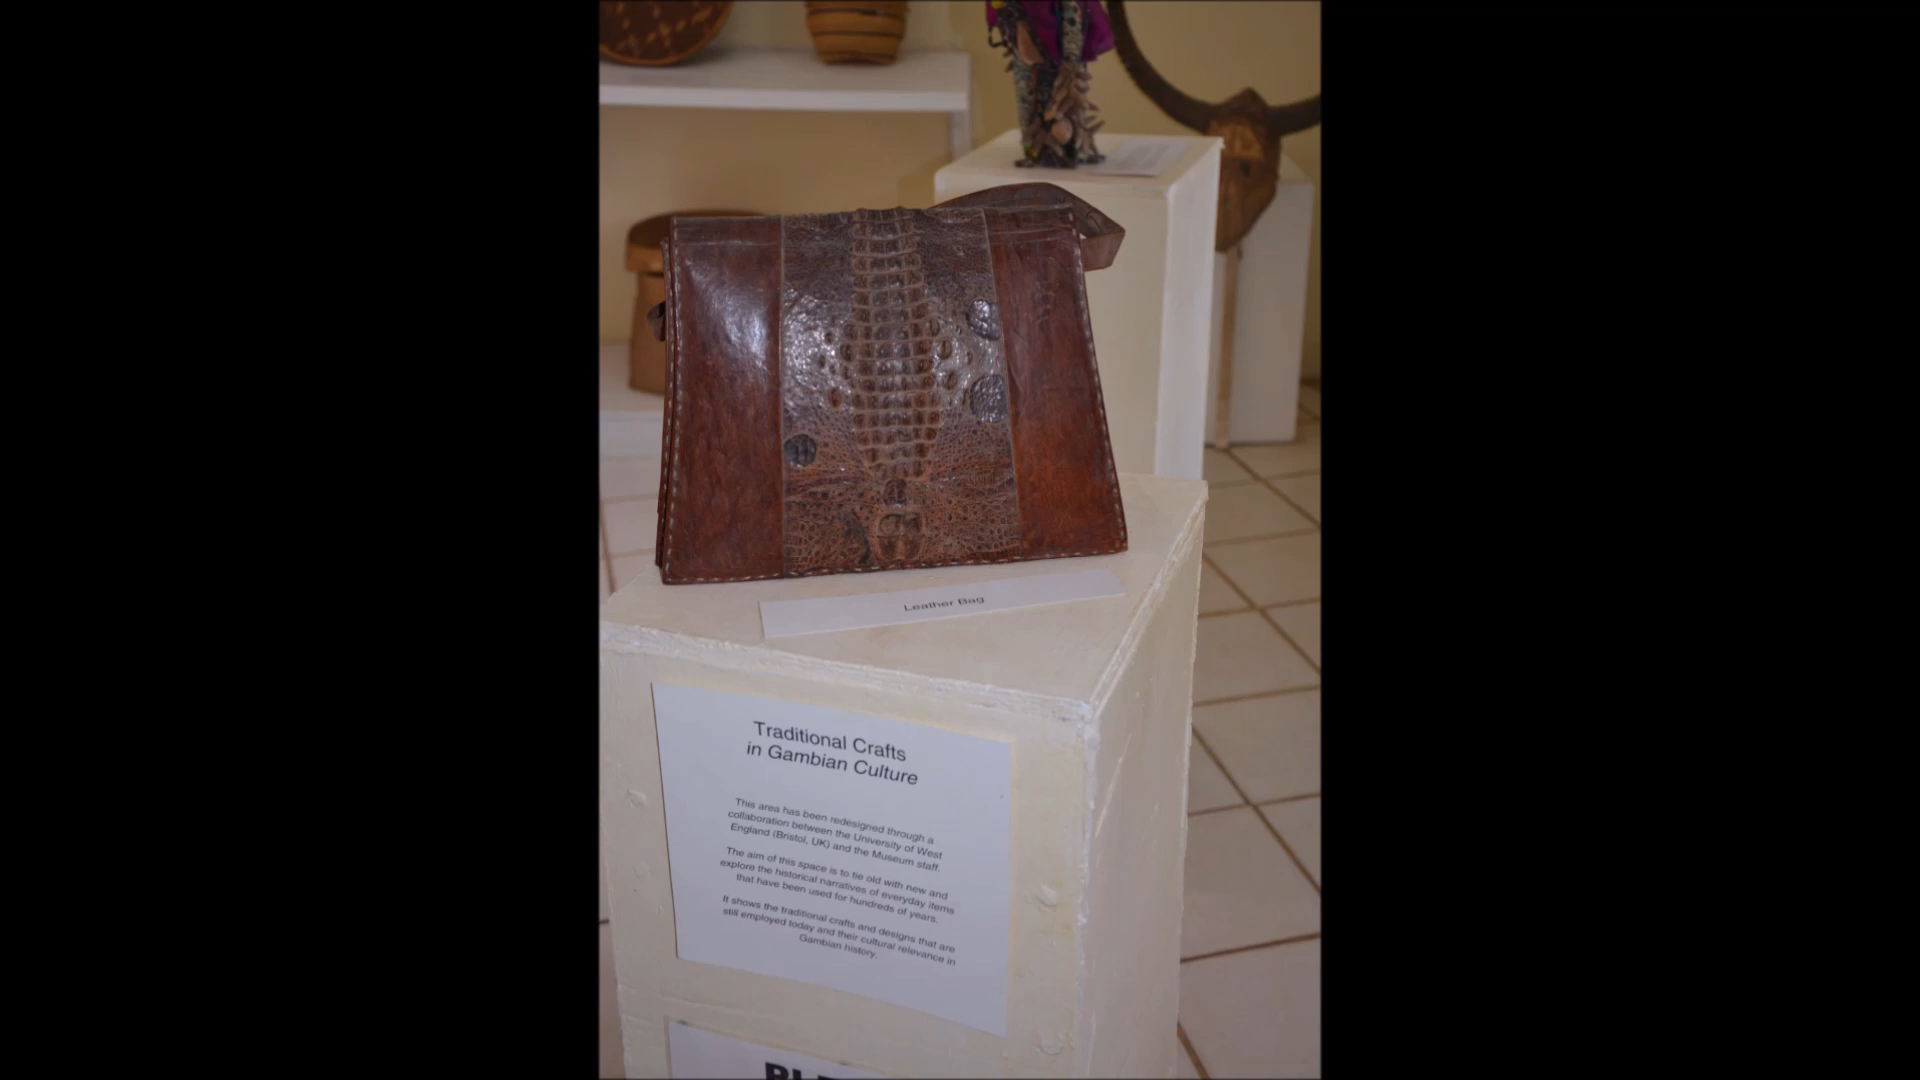 Leather Bag
Traditional Crafts
in Gambian Culture
This area has been redesigned through a
collaboration between the University of West
England (Bristol, UK) and the Museum staff.
The aim of this space is to tie old with new and
explore the historical narratives of everyday items
that have been used for hundreds of years.
It shows the traditional crafts and designs that are
still employed today and their cultural relevance in
Gambian history.